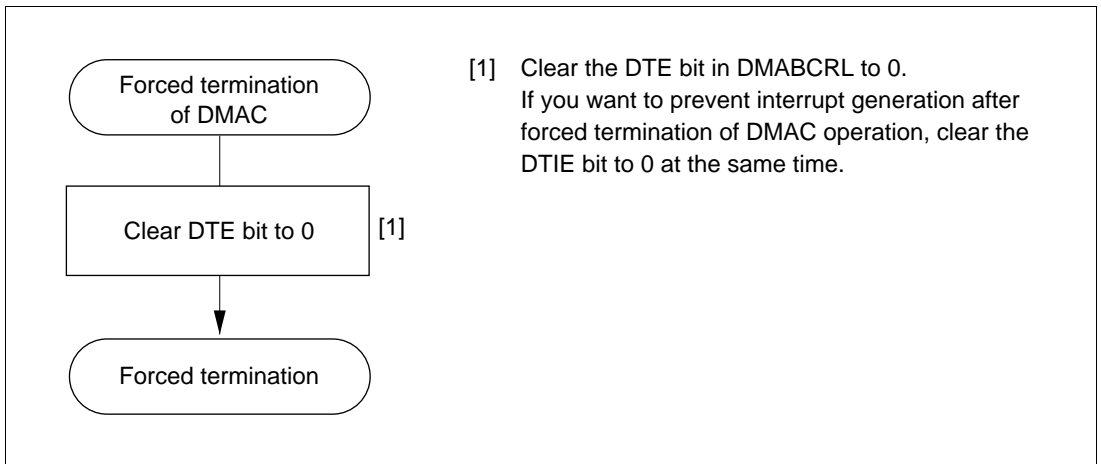 Forced termination
of DMAC
Clear DTE bit to 0
[1]
Forced termination
[1] Clear the DTE bit in DMABCRL to 0.
If you want to prevent interrupt generation after
forced termination of DMAC operation, clear the
DTIE bit to 0 at the same time.